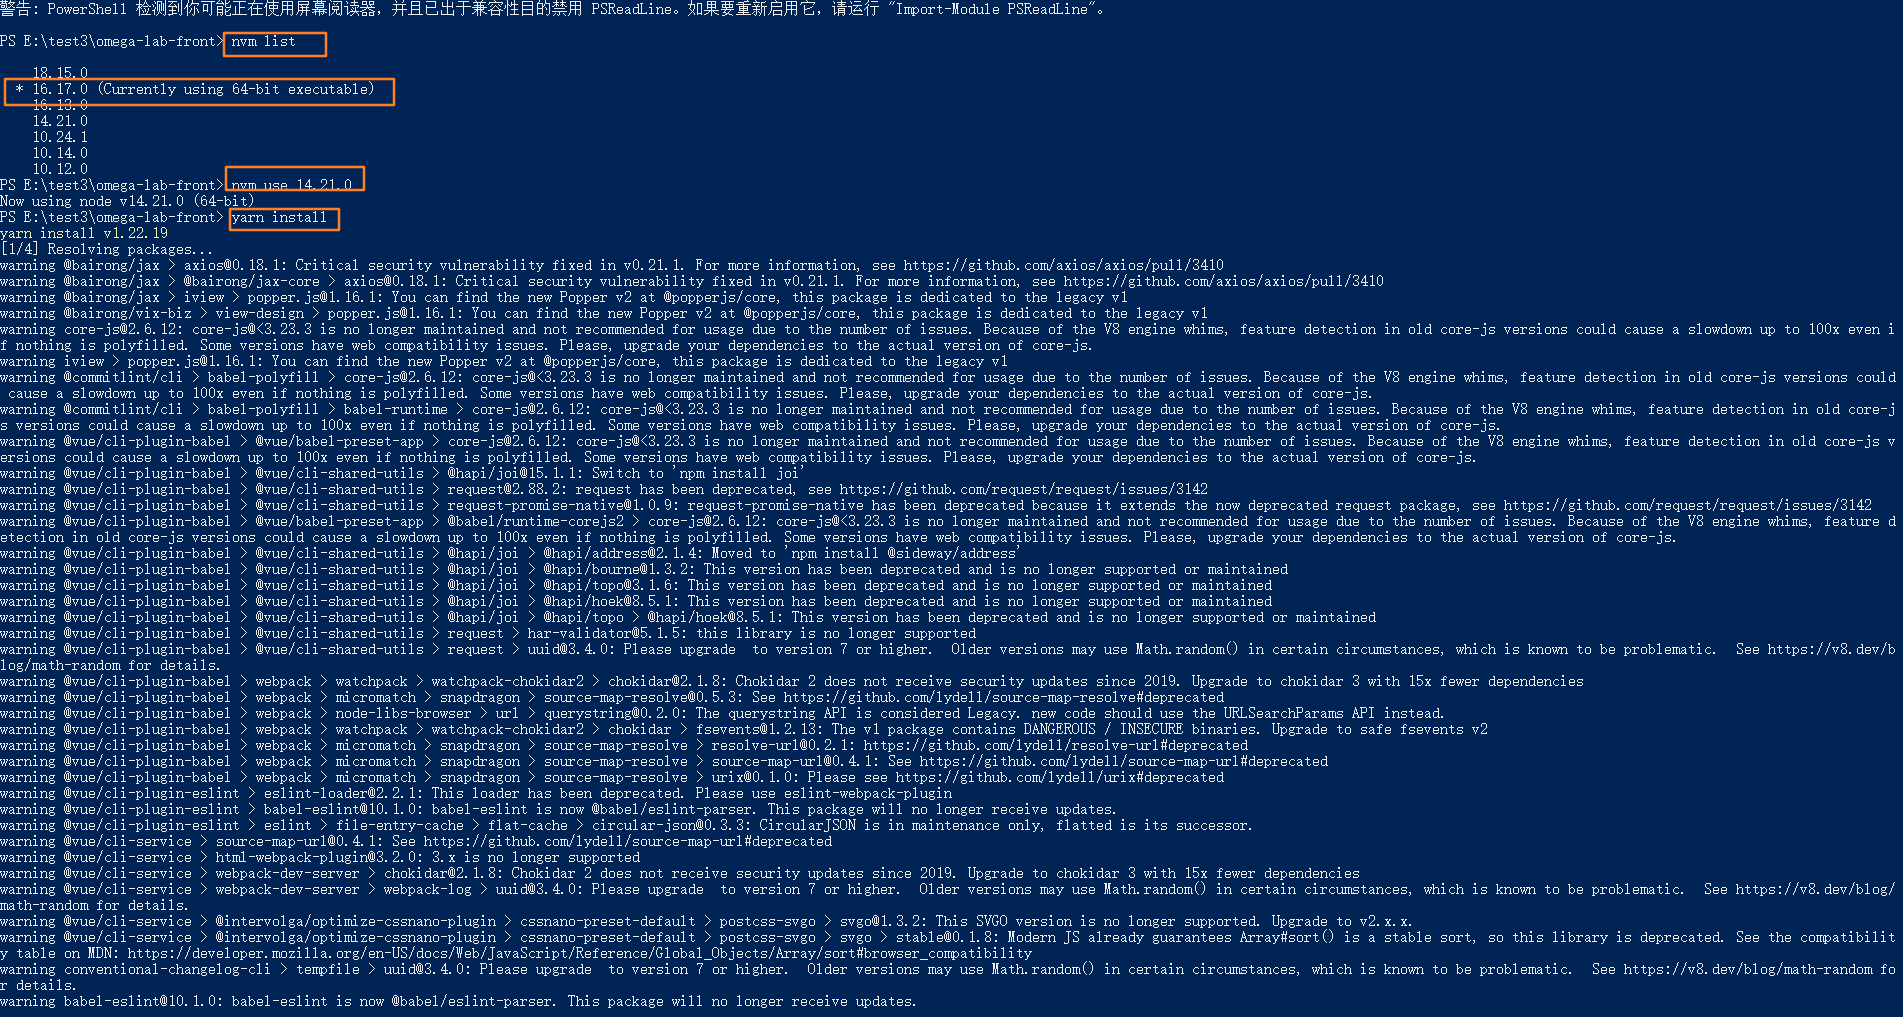 警告: PowerShell 检测到你可能正在使用屏幕阅读器，并且已出于兼容性目的禁用 PSReadLine。如果要重新启用它，请运行 "Import-Module PSReadLine"。
PS E:\test3\omega-lab-front> nvm list
18.15.0
* 16.17.0 (Currently using 64-bit executable)
16.13.0
14.21.0
10.24.1
10.14.0
10.12.0
PS E:\test3\omega-lab-front> nvm use 14.21.0
Now using node v14.21.0 (64-bit)
PS E:\test3\omega-lab-front> yarn install
yarn install v1.22.19
[1/4] Resolving packages...
warning @bairong/jax > axios@0.18.1: Critical security vulnerability fixed in v0.21.1. For more information, see https://github.com/axios/axios/pull/3410
warning @bairong/jax > @bairong/jax-core > axios@0.18.1: Critical security vulnerability fixed in v0.21.1. For more information, see https://github.com/axios/axios/pull/3410
warning @bairong/jax > iview > popper.js@1.16.1: You can find the new Popper v2 at @popperjs/core, this package is dedicated to the legacy v1
warning @bairong/vix-biz > view-design > popper.js@1.16.1: You can find the new Popper v2 at @popperjs/core, this package is dedicated to the legacy v1
warning core-js@2.6.12: core-js@<3.23.3 is no longer maintained and not recommended for usage due to the number of issues. Because of the V8 engine whims, feature detection in old core-js versions could cause a slowdown up to 100x even i
f nothing is polyfilled. Some versions have web compatibility issues. Please, upgrade your dependencies to the actual version of core-js.
warning iview > popper.js@1.16.1: You can find the new Popper v2 at @popperjs/core, this package is dedicated to the legacy v1
warning @commitlint/cli > babel-polyfill > core-js@2.6.12: core-js@<3.23.3 is no longer maintained and not recommended for usage due to the number of issues. Because of the V8 engine whims, feature detection in old core-js versions could
cause a slowdown up to 100x even if nothing is polyfilled. Some versions have web compatibility issues. Please, upgrade your dependencies to the actual version of core-js.
warning @commitlint/cli > babel-polyfill > babel-runtime > core-js@2.6.12: core-js@<3.23.3 is no longer maintained and not recommended for usage due to the number of issues. Because of the V8 engine whims, feature detection in old core-j
s versions could cause a slowdown up to 100x even if nothing is polyfilled. Some versions have web compatibility issues. Please, upgrade your dependencies to the actual version of core-js.
warning @vue/cli-plugin-babel > @vue/babel-preset-app > core-js@2.6.12: core-js@<3.23.3 is no longer maintained and not recommended for usage due to the number of issues. Because of the V8 engine whims, feature detection in old core-js v
ersions could cause a slowdown up to 100x even if nothing is polyfilled. Some versions have web compatibility issues. Please, upgrade your dependencies to the actual version of core-js.
warning @vue/cli-plugin-babel > @vue/cli-shared-utils > @hapi/joi@15.1.1: Switch to 'npm install joi'
warning @vue/cli-plugin-babel > @vue/cli-shared-utils > request@2.88.2: request has been deprecated, see https://github.com/request/request/issues/3142
warning @vue/cli-plugin-babel > @vue/cli-shared-utils > request-promise-native@1.0.9: request-promise-native has been deprecated because it extends the now deprecated request package, see https://github.com/request/request/issues/3142
warning @vue/cli-plugin-babel > @vue/babel-preset-app > @babel/runtime-corejs2 > core-js@2.6.12: core-js@<3.23.3 is no longer maintained and not recommended for usage due to the number of issues. Because of the V8 engine whims, feature d
etection in old core-js versions could cause a slowdown up to 100x even if nothing is polyfilled. Some versions have web compatibility issues. Please, upgrade your dependencies to the actual version of core-js.
warning @vue/cli-plugin-babel > @vue/cli-shared-utils > @hapi/joi > @hapi/address@2.1.4: Moved to 'npm install @sideway/address'
warning @vue/cli-plugin-babel > @vue/cli-shared-utils > @hapi/joi > @hapi/bourne@1.3.2: This version has been deprecated and is no longer supported or maintained
warning @vue/cli-plugin-babel > @vue/cli-shared-utils > @hapi/joi > @hapi/topo@3.1.6: This version has been deprecated and is no longer supported or maintained
warning @vue/cli-plugin-babel > @vue/cli-shared-utils > @hapi/joi > @hapi/hoek@8.5.1: This version has been deprecated and is no longer supported or maintained
warning @vue/cli-plugin-babel > @vue/cli-shared-utils > @hapi/joi > @hapi/topo > @hapi/hoek@8.5.1: This version has been deprecated and is no longer supported or maintained
warning @vue/cli-plugin-babel > @vue/cli-shared-utils > request > har-validator@5.1.5: this library is no longer supported
warning @vue/cli-plugin-babel > @vue/cli-shared-utils > request > uuid@3.4.0: Please upgrade  to version 7 or higher.  Older versions may use Math.random() in certain circumstances, which is known to be problematic.  See https://v8.dev/b
log/math-random for details.
warning @vue/cli-plugin-babel > webpack > watchpack > watchpack-chokidar2 > chokidar@2.1.8: Chokidar 2 does not receive security updates since 2019. Upgrade to chokidar 3 with 15x fewer dependencies
warning @vue/cli-plugin-babel > webpack > micromatch > snapdragon > source-map-resolve@0.5.3: See https://github.com/lydell/source-map-resolve#deprecated
warning @vue/cli-plugin-babel > webpack > node-libs-browser > url > querystring@0.2.0: The querystring API is considered Legacy. new code should use the URLSearchParams API instead.
warning @vue/cli-plugin-babel > webpack > watchpack > watchpack-chokidar2 > chokidar > fsevents@1.2.13: The v1 package contains DANGEROUS / INSECURE binaries. Upgrade to safe fsevents v2
warning @vue/cli-plugin-babel > webpack > micromatch > snapdragon > source-map-resolve > resolve-url@0.2.1: https://github.com/lydell/resolve-url#deprecated
warning @vue/cli-plugin-babel > webpack > micromatch > snapdragon > source-map-resolve > source-map-url@0.4.1: See https://github.com/lydell/source-map-url#deprecated
warning @vue/cli-plugin-babel > webpack > micromatch > snapdragon > source-map-resolve > urix@0.1.0: Please see https://github.com/lydell/urix#deprecated
warning @vue/cli-plugin-eslint > eslint-loader@2.2.1: This loader has been deprecated. Please use eslint-webpack-plugin
warning @vue/cli-plugin-eslint > babel-eslint@10.1.0: babel-eslint is now @babel/eslint-parser. This package will no longer receive updates.
warning @vue/cli-plugin-eslint > eslint > file-entry-cache > flat-cache > circular-json@0.3.3: CircularJSON is in maintenance only, flatted is its successor.
warning @vue/cli-service > source-map-url@0.4.1: See https://github.com/lydell/source-map-url#deprecated
warning @vue/cli-service > html-webpack-plugin@3.2.0: 3.x is no longer supported
warning @vue/cli-service > webpack-dev-server > chokidar@2.1.8: Chokidar 2 does not receive security updates since 2019. Upgrade to chokidar 3 with 15x fewer dependencies
warning @vue/cli-service > webpack-dev-server > webpack-log > uuid@3.4.0: Please upgrade  to version 7 or higher.  Older versions may use Math.random() in certain circumstances, which is known to be problematic.  See https://v8.dev/blog/
math-random for details.
warning @vue/cli-service > @intervolga/optimize-cssnano-plugin > cssnano-preset-default > postcss-svgo > svgo@1.3.2: This SVGO version is no longer supported. Upgrade to v2.x.x.
warning @vue/cli-service > @intervolga/optimize-cssnano-plugin > cssnano-preset-default > postcss-svgo > svgo > stable@0.1.8: Modern JS already guarantees Array#sort() is a stable sort, so this library is deprecated. See the compatibili
ty table on MDN: https://developer.mozilla.org/en-US/docs/Web/JavaScript/Reference/Global_Objects/Array/sort#browser_compatibility
warning conventional-changelog-cli > tempfile > uuid@3.4.0: Please upgrade  to version 7 or higher.  Older versions may use Math.random() in certain circumstances, which is known to be problematic.  See https://v8.dev/blog/math-random fo
r details.
warning babel-eslint@10.1.0: babel-eslint is now @babel/eslint-parser. This package will no longer receive updates.